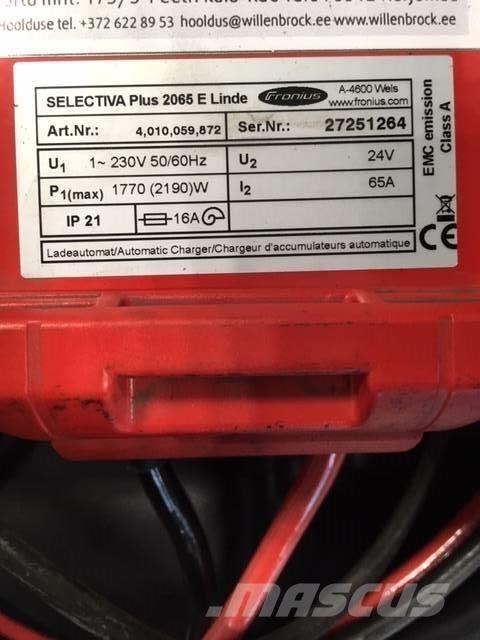 Hoolduse tel. +372 622 89 53 hooldus@willenbrock.ee www.willenbrock.ee
SELECTIVA Plus 2065 E Linde Fronius A-4600 Wels
www.fronius.com
Art.Nr.: 4,010,059,872 Ser.Nr.: 27251264
U1 1~ 230V 50/60Hz U2 24V
P1(max) 1770 (2190)W I2 65A
IP 21 16A
Ladeautomat/Automatic Charger/Chargeur d'accumulateurs automatique
EMC emission
Class A
CE
MASCUS